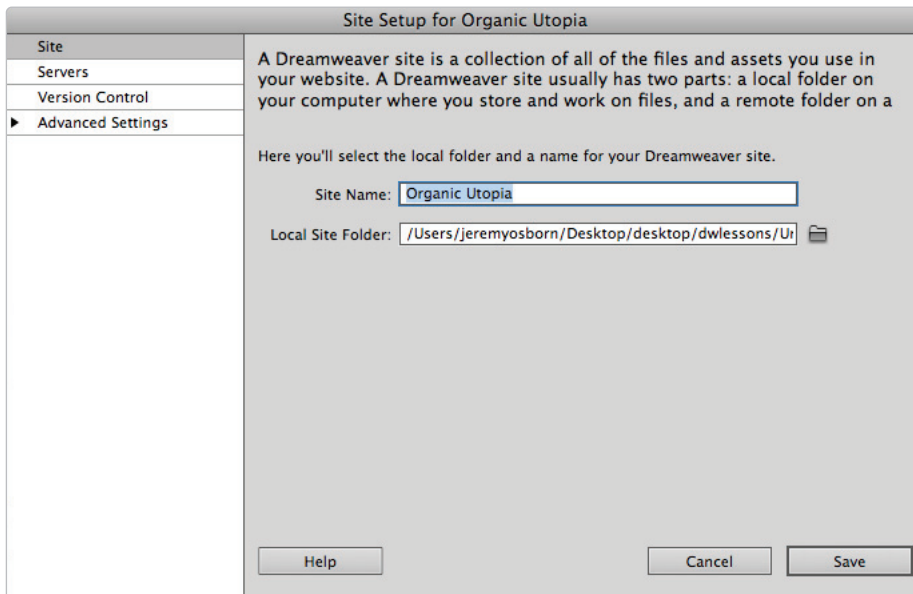 Site Setup for Organic Utopia
Site
Servers
Version Control
Advanced Settings
A Dreamweaver site is a collection of all of the files and assets you use in
your website. A Dreamweaver site usually has two parts: a local folder on
your computer where you store and work on files, and a remote folder on a
Here you'll select the local folder and a name for your Dreamweaver site.
Site Name: Organic Utopia
Local Site Folder: /Users/jeremyosborn/Desktop/desktop/dwlessons/
Help Cancel Save